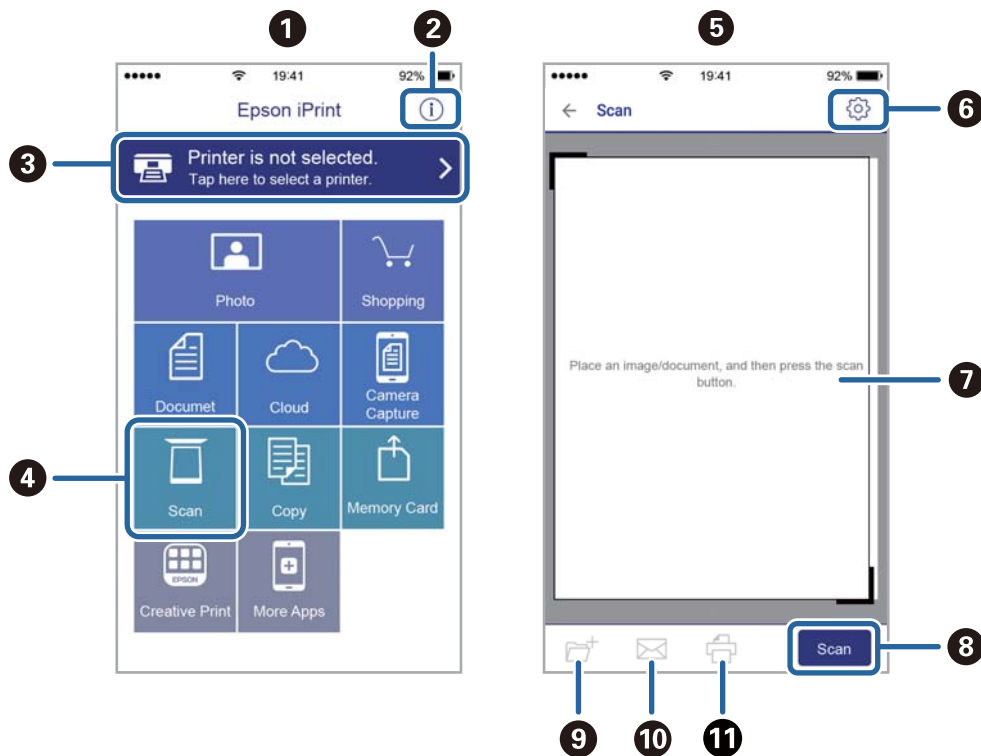 1
2
19:41
92%
Epson iPrint
i
3
Printer is not selected.
Tap here to select a printer.
Photo
Shopping
Documet
Cloud
Camera
Capture
4
Scan
Copy
Memory Card
EPSON
Creative Print
More Apps
5
19:41
92%
Scan
6
Place an image/document, and then press the scan
button.
7
Scan
8
9
10
11